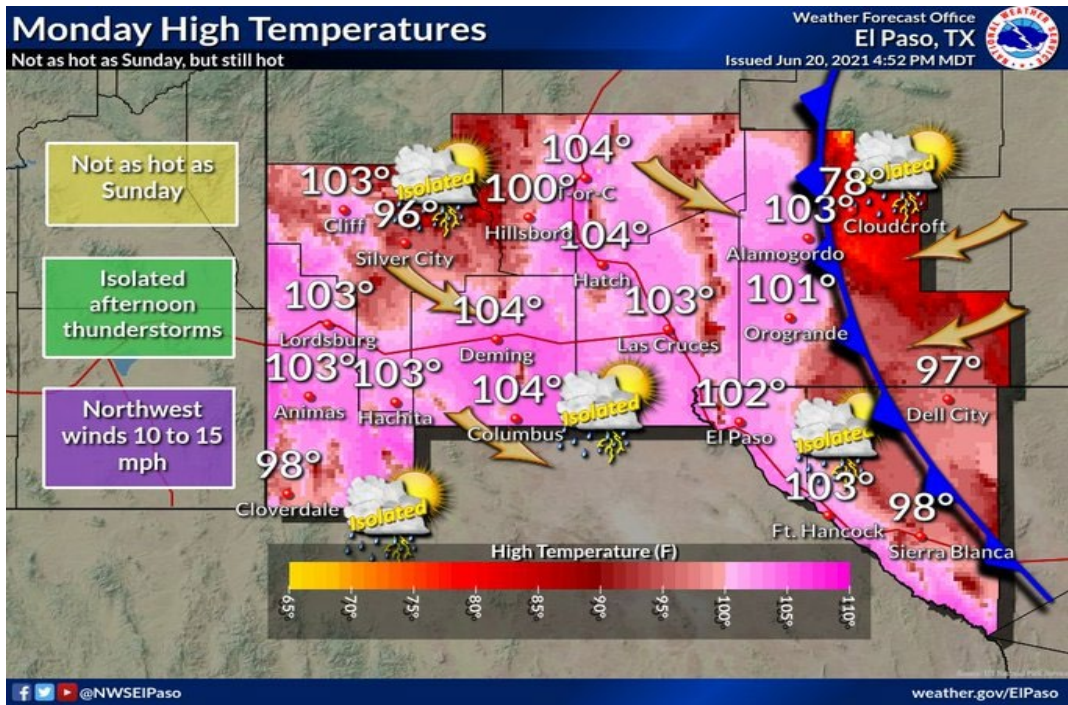 Monday High Temperatures
Not as hot as Sunday, but still hot
Weather Forecast Office
El Paso, TX
Issued Jun 20, 2021 4:52 PM MDT
NATIONAL WEATHER SERVICE
Not as hot as
Sunday
Isolated
afternoon
thunderstorms
Northwest
winds 10 to 15
mph
103°
Cliff
96°
Silver City
Isolated
100°
Hillsboro
104°
T-or-C
104°
Hatch
78°
Cloudcroft
Isolated
103°
Alamogordo
103°
Lordsburg
104°
Deming
103°
Las Cruces
101°
Orogrande
103°
Animas
103°
Hachita
104°
Columbus
Isolated
102°
El Paso
Isolated
97°
Dell City
98°
Cloverdale
Isolated
103°
Ft. Hancock
98°
Sierra Blanca
High Temperature (F)
65° 70° 75° 80° 85° 90° 95° 100° 105° 110°
@NWSElPaso
weather.gov/ElPaso